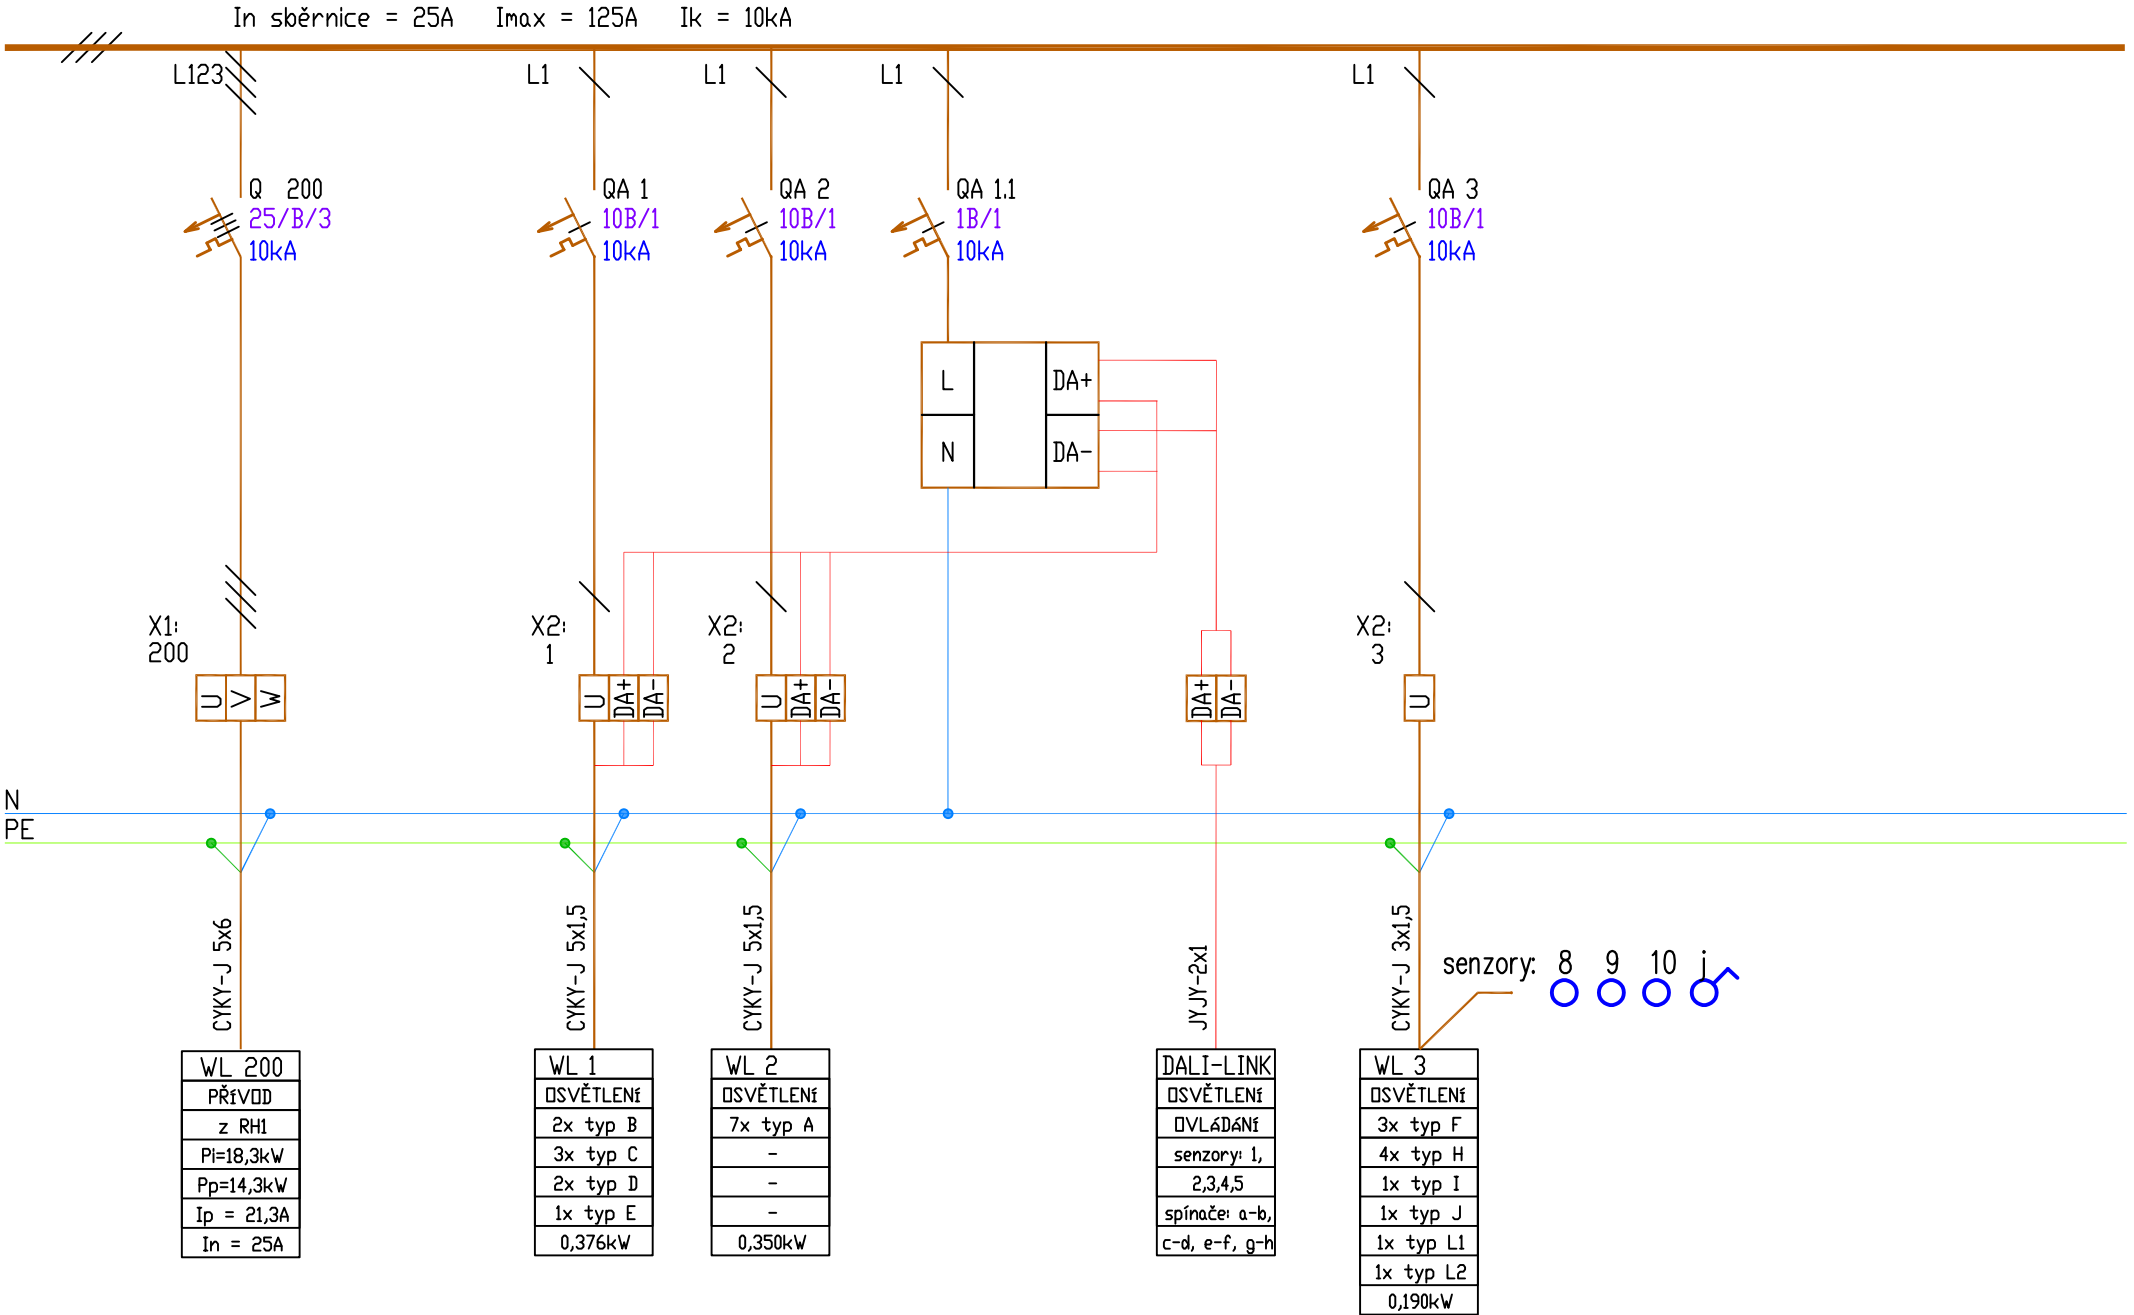 In sběrnice = 25A    Imax = 125A    Ik = 10kA
L123
L1
L1
L1
L1
Q 200
25/B/3
10kA
QA 1
10B/1
10kA
QA 2
10B/1
10kA
QA 1.1
1B/1
10kA
QA 3
10B/1
10kA
L
DA+
N
DA-
X1:
200
X2:
1
X2:
2
X2:
3
U V W
U DA+ DA-
U DA+ DA-
DA+ DA-
U
N
PE
CYKY-J 5x6
CYKY-J 5x1,5
CYKY-J 5x1,5
JYJY-2x1
CYKY-J 3x1,5
senzory: 8 9 10 j
WL 200
PŘÍVOD
z RH1
Pi=18,3kW
Pp=14,3kW
Ip = 21,3A
In = 25A
WL 1
OSVĚTLENÍ
2x typ B
3x typ C
2x typ D
1x typ E
0,376kW
WL 2
OSVĚTLENÍ
7x typ A
-
-
-
0,350kW
DALI-LINK
OSVĚTLENÍ
OVLÁDÁNÍ
senzory: 1,
2,3,4,5
spínače: a-b,
c-d, e-f, g-h
WL 3
OSVĚTLENÍ
3x typ F
4x typ H
1x typ I
1x typ J
1x typ L1
1x typ L2
0,190kW